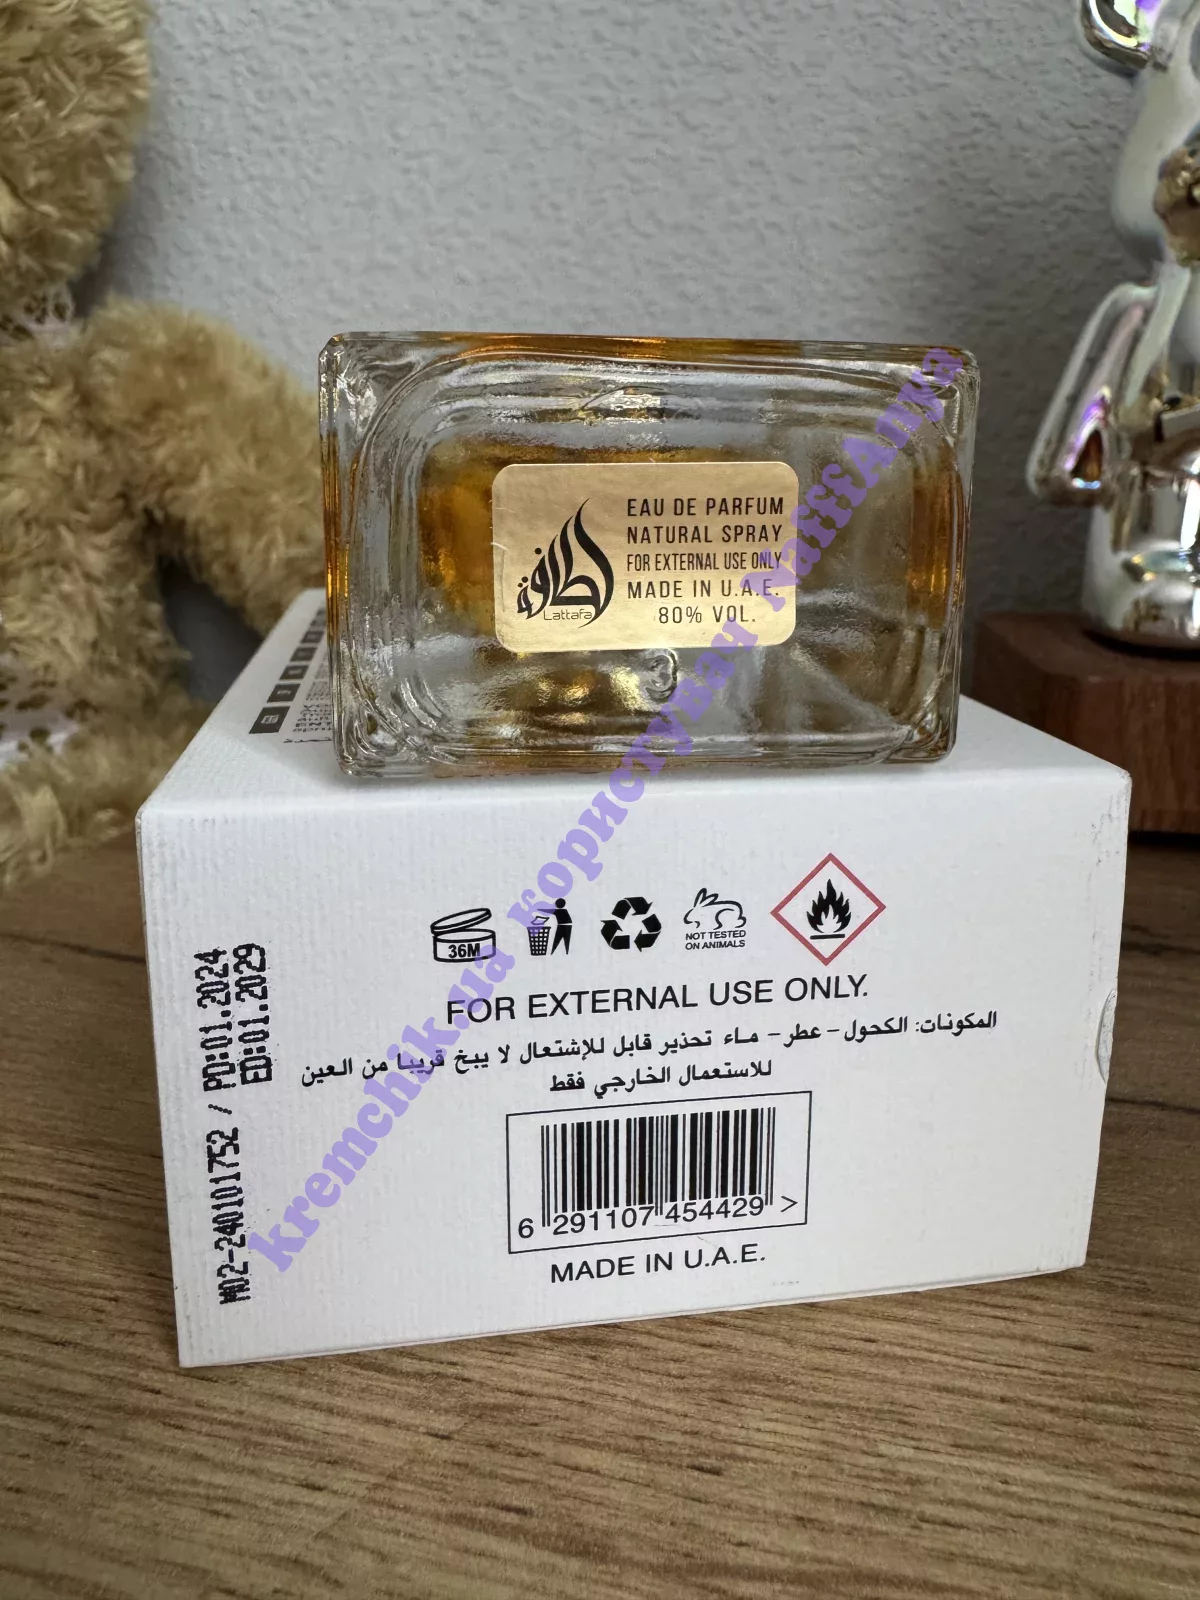 لطافة
Lattafa
EAU DE PARFUM
NATURAL SPRAY
FOR EXTERNAL USE ONLY
MADE IN U.A.E.
80% VOL.
36M
NOT TESTED
ON ANIMALS
FOR EXTERNAL USE ONLY.
المكونات: الكحول - عطر - ماء تحذير قابل للإشتعال لا يبخ قريبا من العين
للاستعمال الخارجي فقط
6 291107 454429 >
MADE IN U.A.E.
M02-240101752 / PD:01.2024
ED:01.2029
kremchik.ua користувач NaffAnya